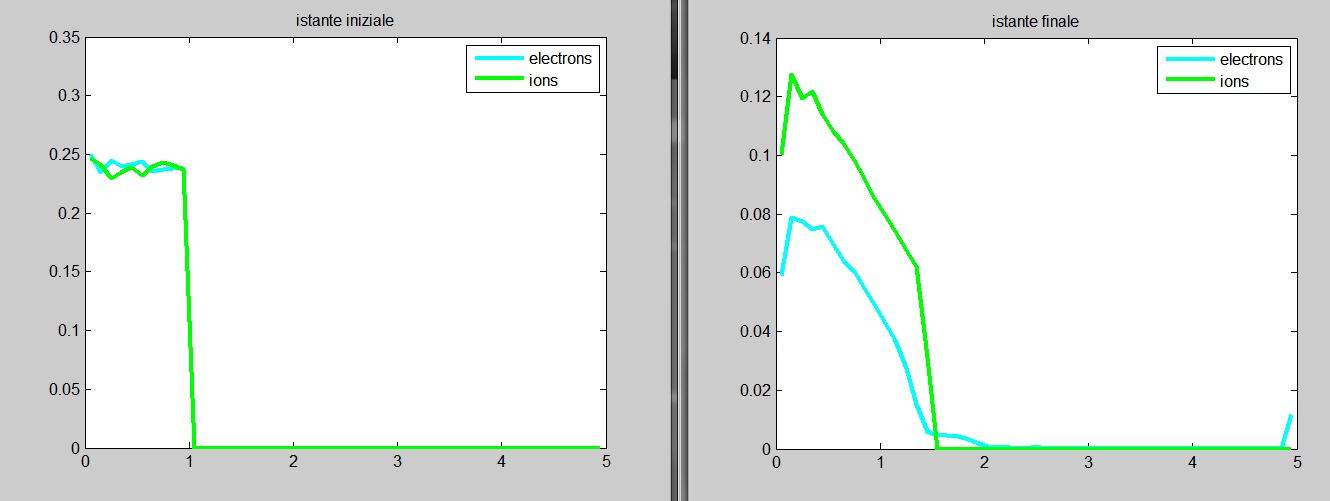 istante iniziale
0.35
0.3
0.25
0.2
0.15
0.1
0.05
0
0 1 2 3 4 5
electrons
ions
istante finale
0.14
0.12
0.1
0.08
0.06
0.04
0.02
0
0 1 2 3 4 5
electrons
ions